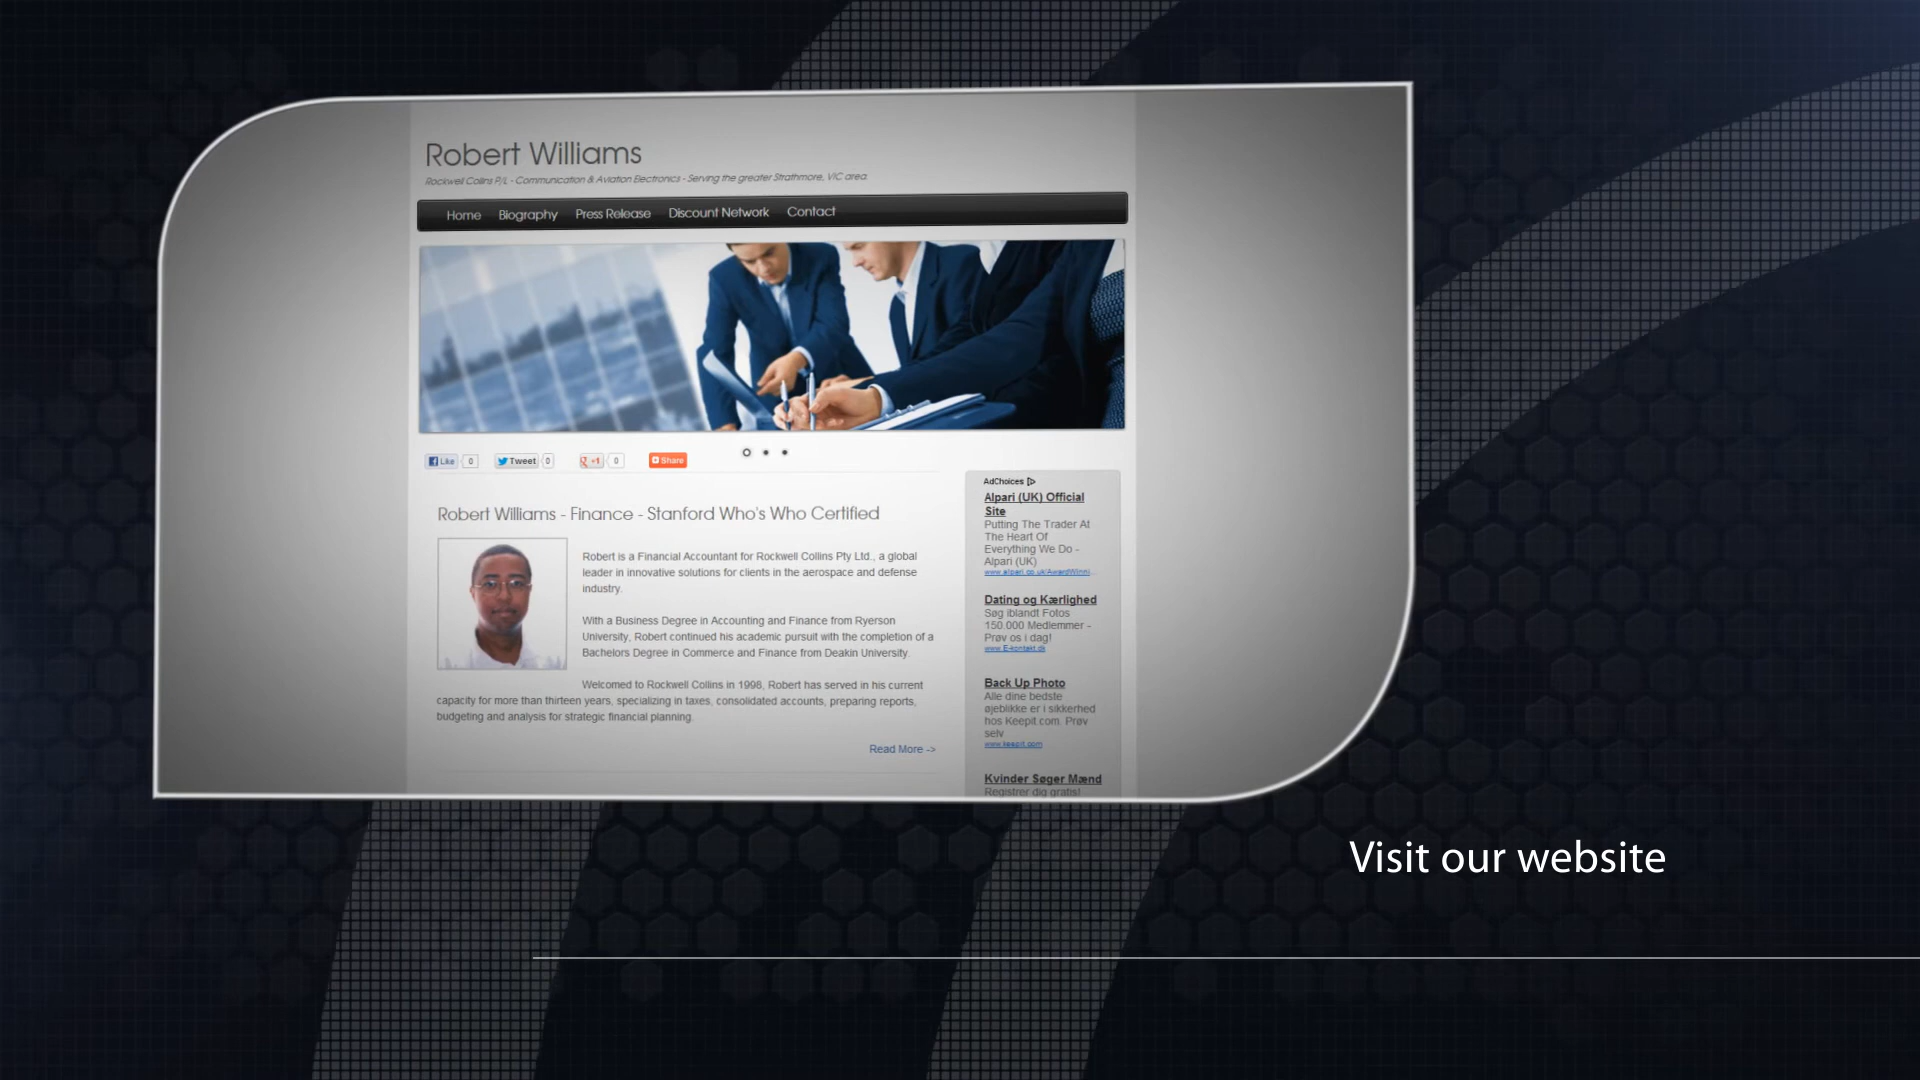 Robert Williams
Rockwell Collins P/L - Communication & Aviation Electronics - Serving the greater Strathmore, VIC area
Home Biography Press Release Discount Network Contact
Like 0 Tweet 0 +1 0 Share
Robert Williams - Finance - Stanford Who's Who Certified
Robert is a Financial Accountant for Rockwell Collins Pty Ltd., a global
leader in innovative solutions for clients in the aerospace and defense
industry.
With a Business Degree in Accounting and Finance from Ryerson
University, Robert continued his academic pursuit with the completion of a
Bachelors Degree in Commerce and Finance from Deakin University.
Welcomed to Rockwell Collins in 1998, Robert has served in his current
capacity for more than thirteen years, specializing in taxes, consolidated accounts, preparing reports,
budgeting and analysis for strategic financial planning.
Read More ->
AdChoices
Alpari (UK) Official
Site
Putting The Trader At
The Heart Of
Everything We Do -
Alpari (UK)
www.alpari.co.uk/AwardWinni...
Dating og Kærlighed
Søg iblandt Fotos
150.000 Medlemmer -
Prøv os i dag!
www.E-kontakt.dk
Back Up Photo
Alle dine bedste
øjeblikke er i sikkerhed
hos Keepit.com. Prøv
selv
www.keepit.com
Kvinder Søger Mænd
Registrer dig gratis!
Visit our website